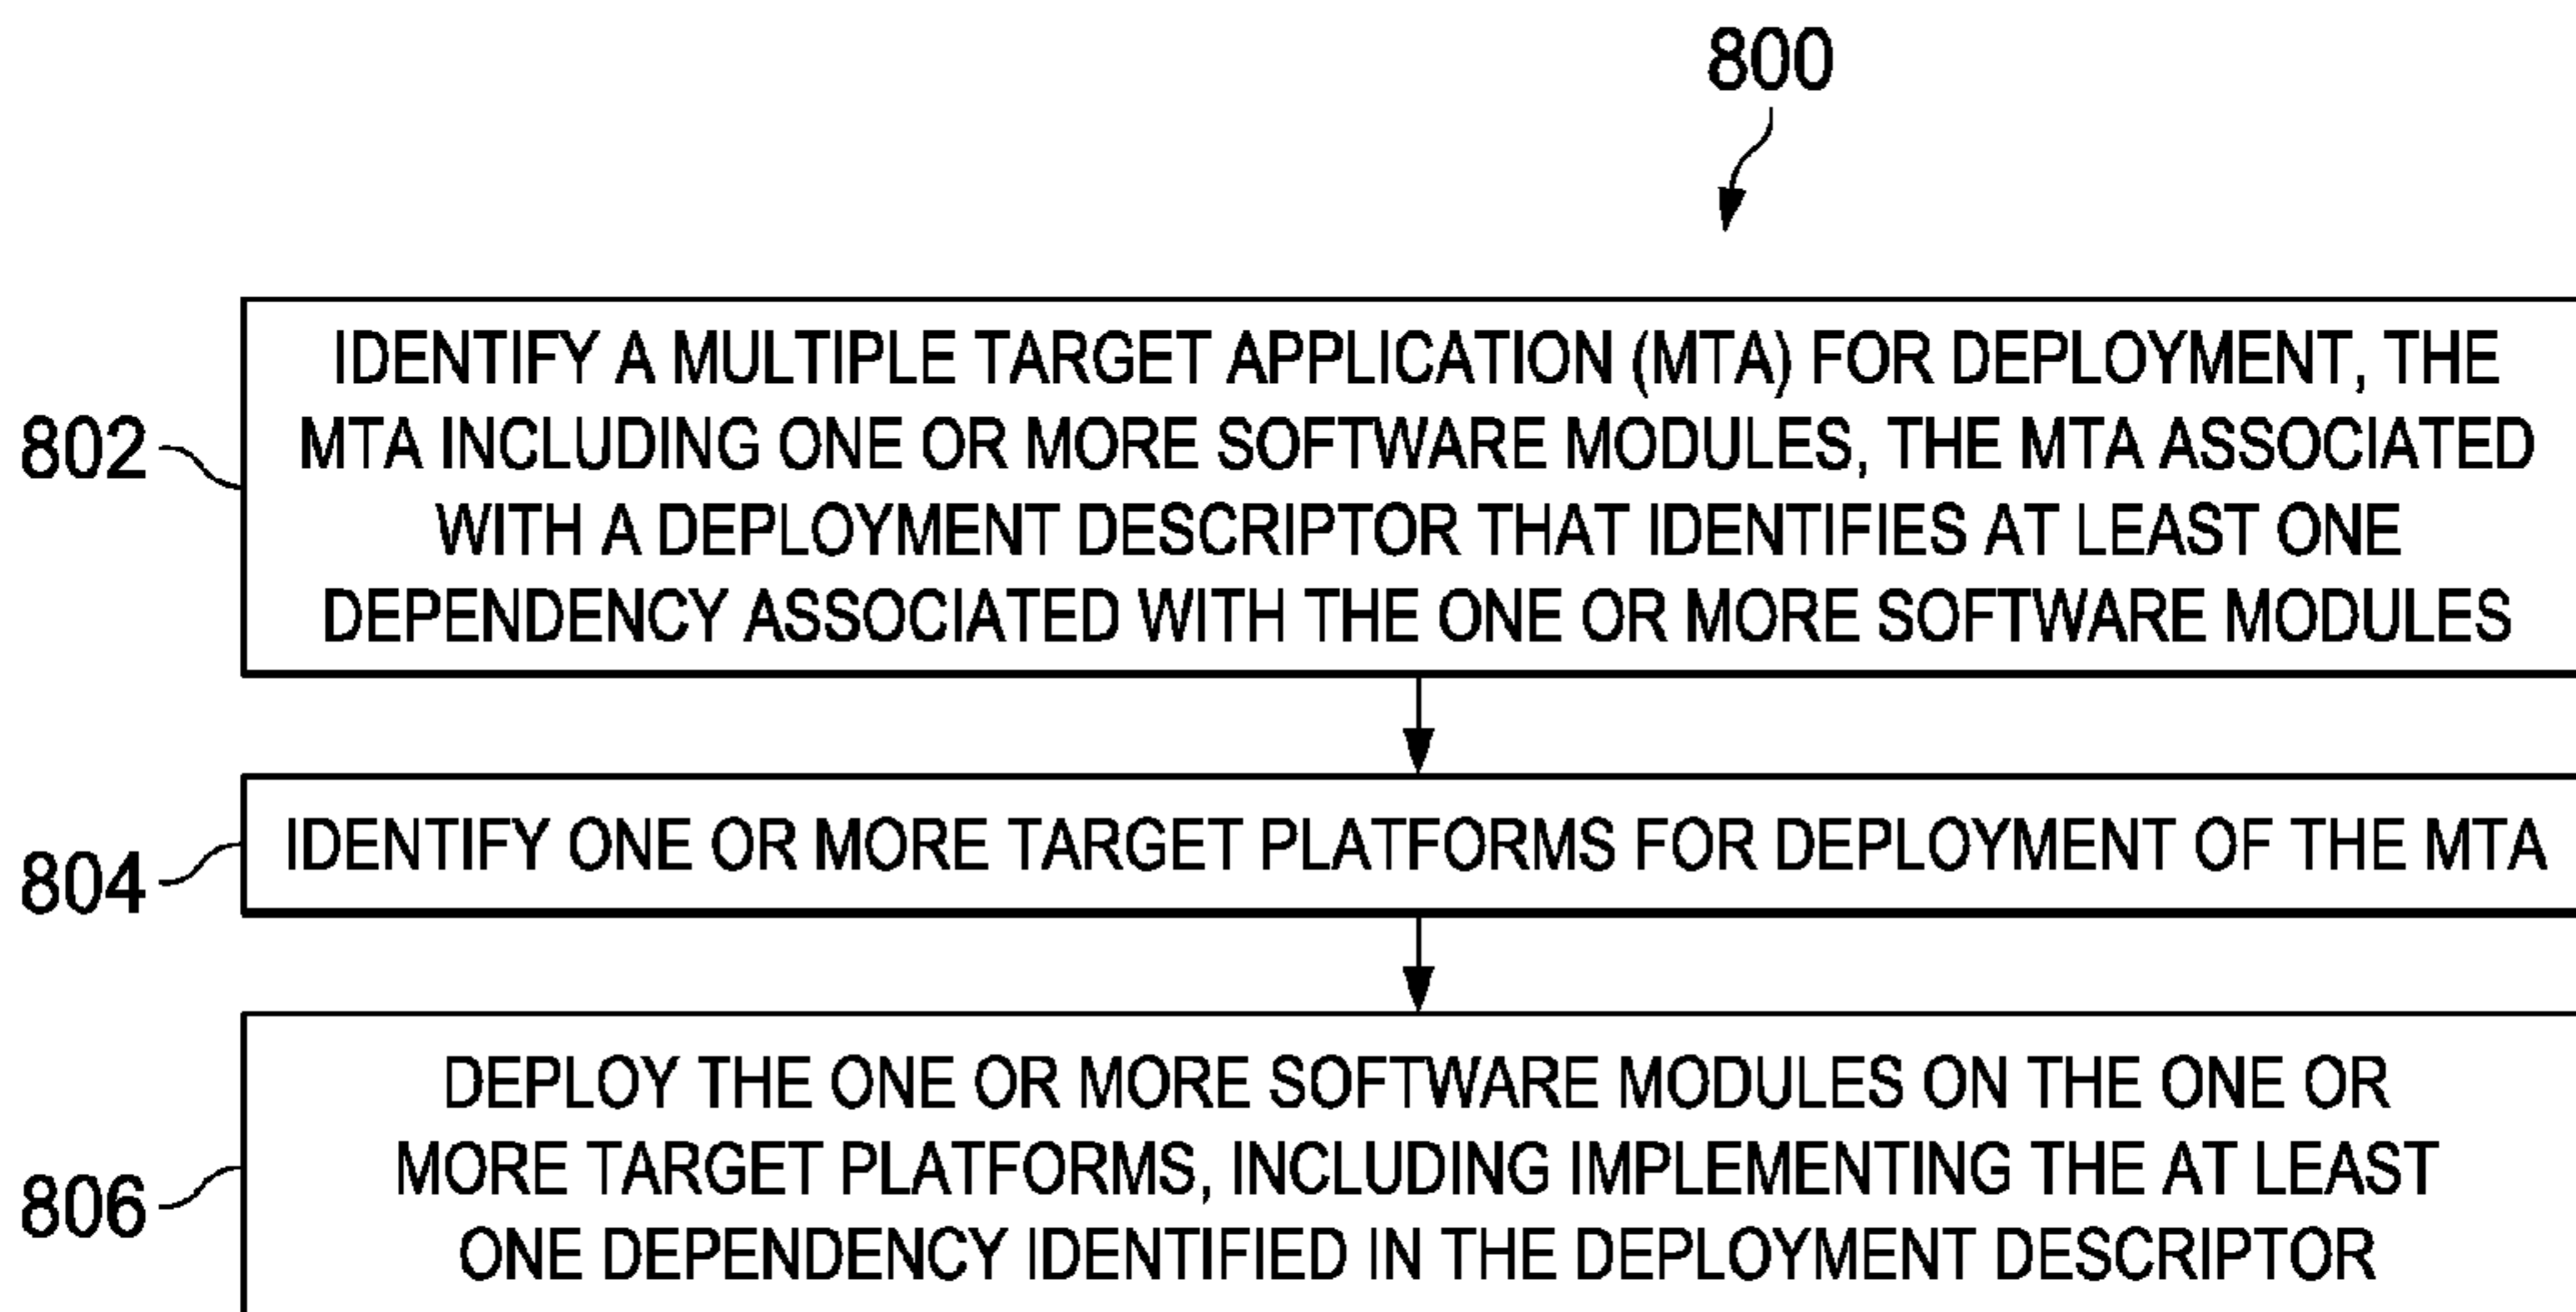 800
802
IDENTIFY A MULTIPLE TARGET APPLICATION (MTA) FOR DEPLOYMENT, THE
MTA INCLUDING ONE OR MORE SOFTWARE MODULES, THE MTA ASSOCIATED
WITH A DEPLOYMENT DESCRIPTOR THAT IDENTIFIES AT LEAST ONE
DEPENDENCY ASSOCIATED WITH THE ONE OR MORE SOFTWARE MODULES
804
IDENTIFY ONE OR MORE TARGET PLATFORMS FOR DEPLOYMENT OF THE MTA
806
DEPLOY THE ONE OR MORE SOFTWARE MODULES ON THE ONE OR
MORE TARGET PLATFORMS, INCLUDING IMPLEMENTING THE AT LEAST
ONE DEPENDENCY IDENTIFIED IN THE DEPLOYMENT DESCRIPTOR